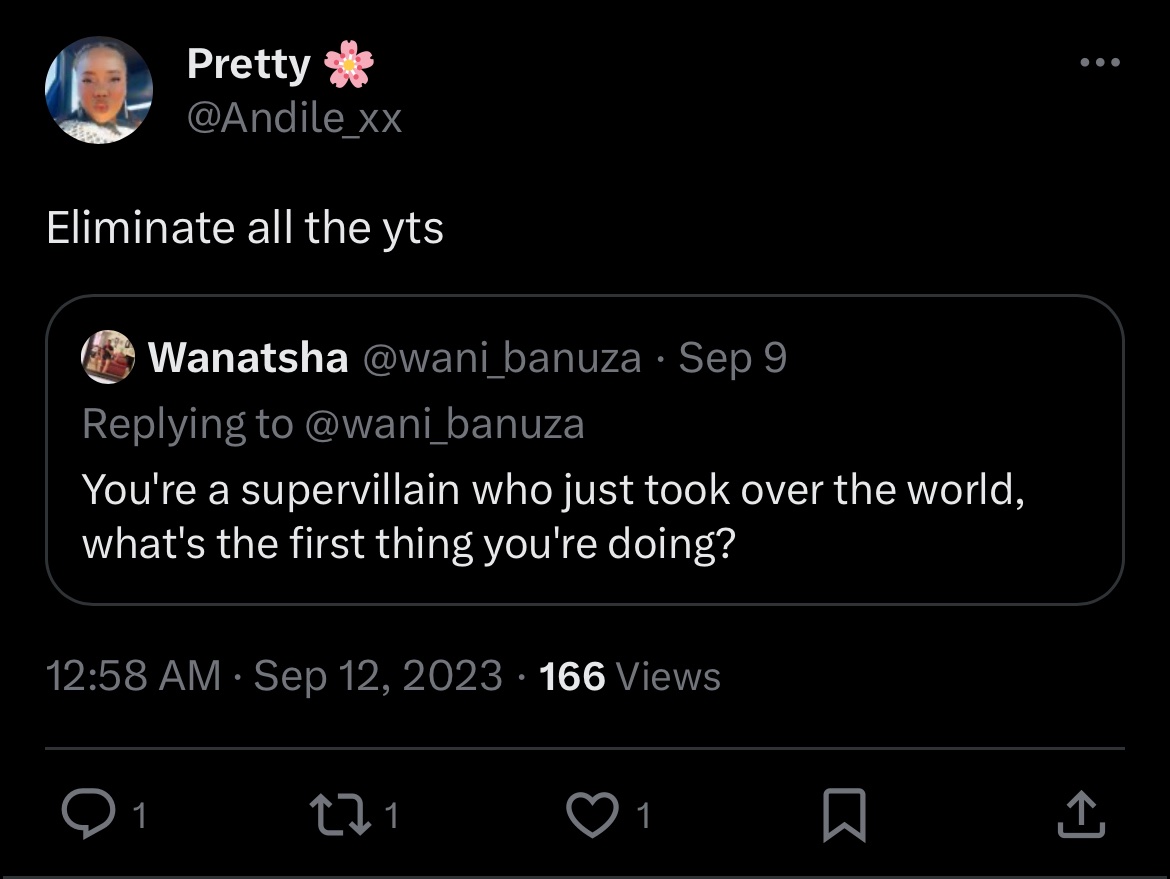 Pretty 🌸
@Andile_xx
Eliminate all the yts
Wanatsha @wani_banuza · Sep 9
Replying to @wani_banuza
You're a supervillain who just took over the world,
what's the first thing you're doing?
12:58 AM · Sep 12, 2023 · 166 Views
1 1 1